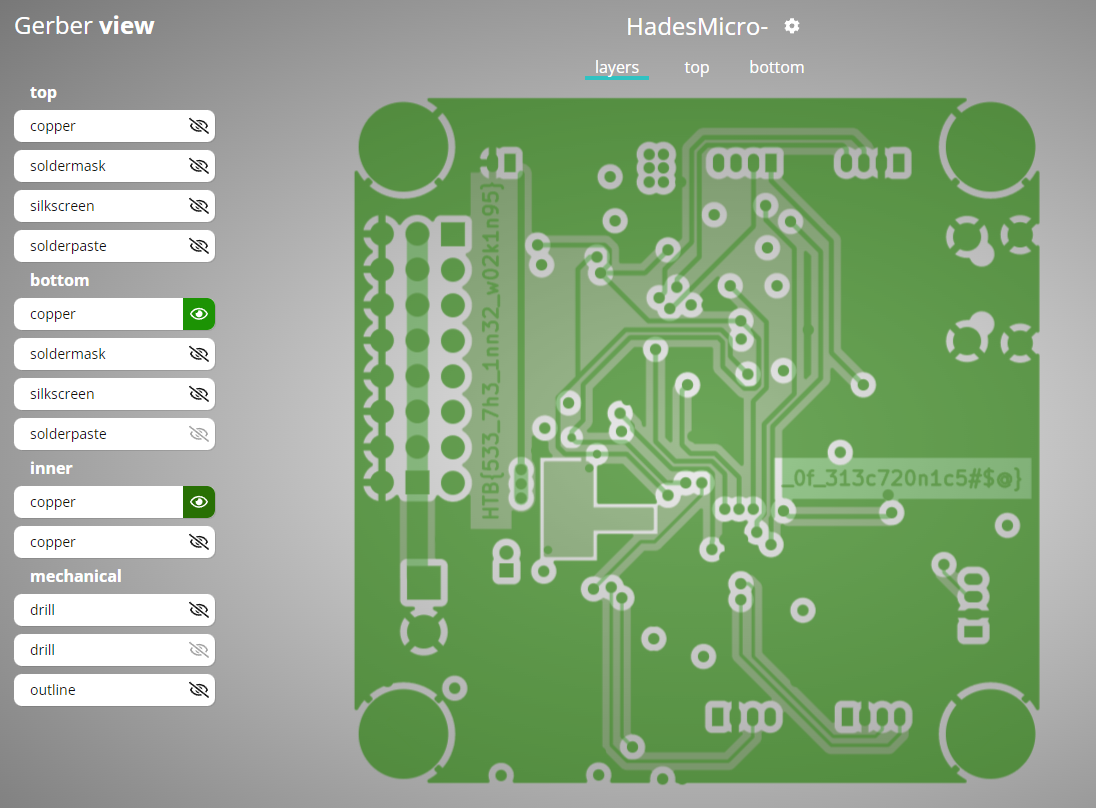 Gerber view
HadesMicro-
layers top bottom
top
copper
soldermask
silkscreen
solderpaste
bottom
copper
soldermask
silkscreen
solderpaste
inner
copper
copper
mechanical
drill
drill
outline
HTB{533_7h3_1nn32_w02k1n95}
_0f_313c720n1c5#$@}